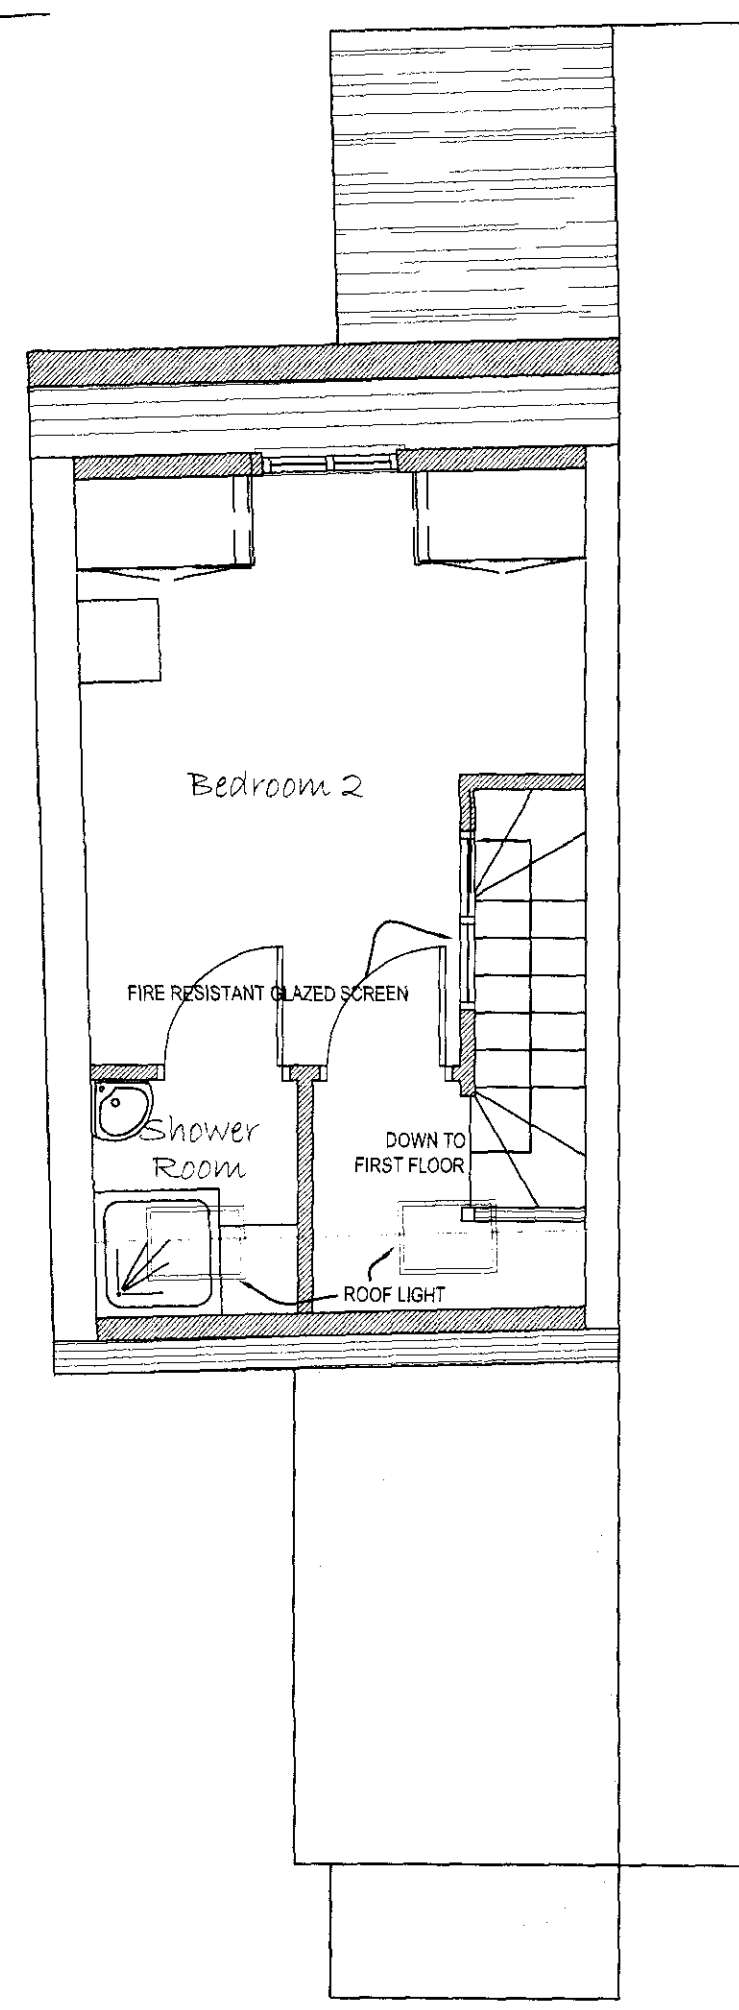 Bedroom 2
FIRE RESISTANT GLAZED SCREEN
Shower
Room
DOWN TO
FIRST FLOOR
ROOF LIGHT